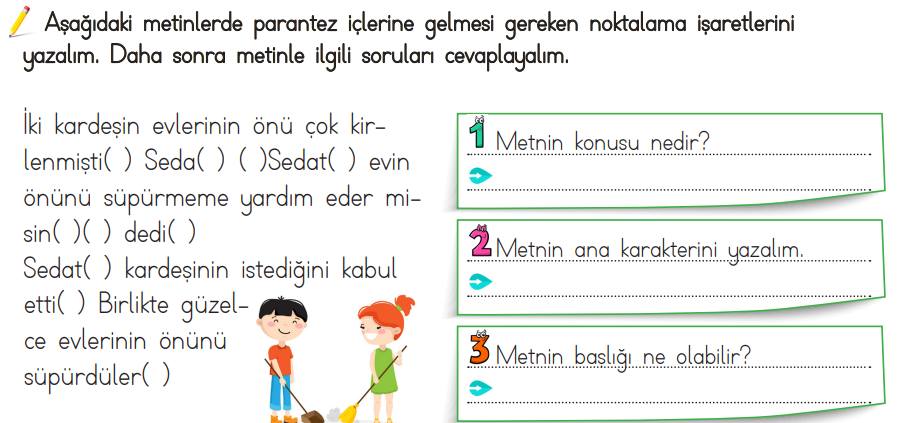 Aşağıdaki metinlerde parantez içlerine gelmesi gereken noktalama işaretlerini
yazalım. Daha sonra metinle ilgili soruları cevaplayalım.
İki kardeşin evlerinin önü çok kir-
lenmişti( ) Seda( ) ( )Sedat( ) evin
önünü süpürmeme yardım eder mi-
sin( )( ) dedi( )
Sedat( ) kardeşinin istediğini kabul
etti( ) Birlikte güzel-
ce evlerinin önünü
süpürdüler( )
1 Metnin konusu nedir?
2 Metnin ana karakterini yazalım.
3 Metnin başlığı ne olabilir?